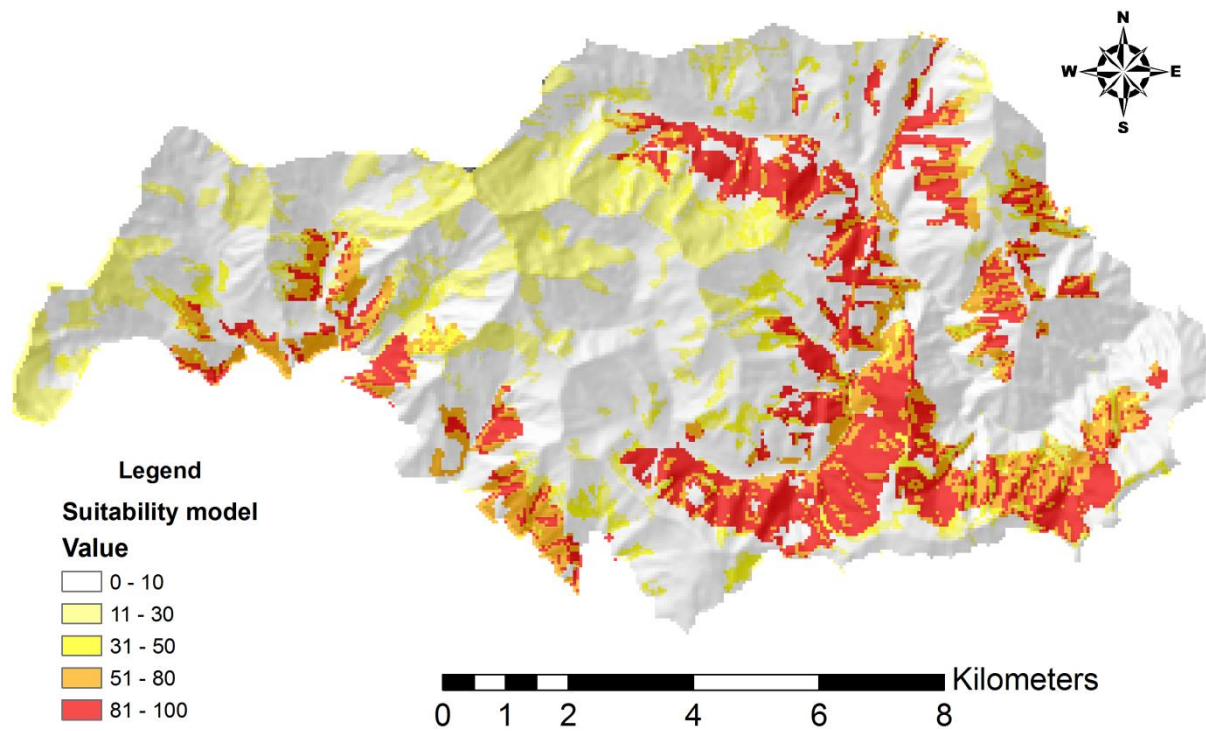 N
W E
S
Legend
Suitability model
Value
0 - 10
11 - 30
31 - 50
51 - 80
81 - 100
Kilometers
0 1 2 4 6 8